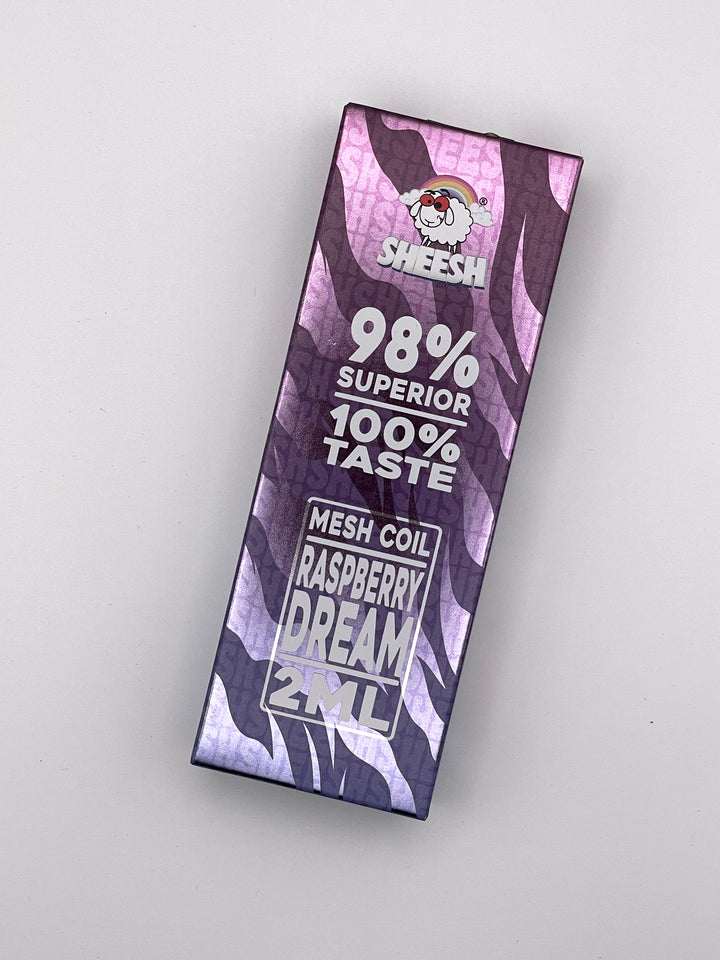 ®
SHEESH
98%
SUPERIOR
100%
TASTE
MESH COIL
RASPBERRY
DREAM
2ML